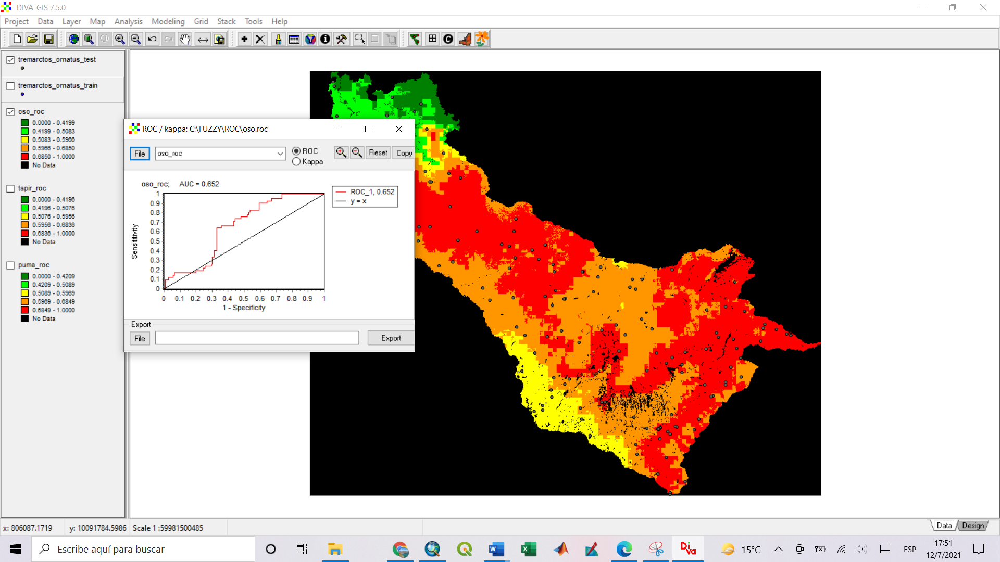 DIVA-GIS 7.5.0
Project Data Layer Map Analysis Modeling Grid Stack Tools Help
tremarctos_ornatus_test
tremarctos_ornatus_train
oso_roc
0.0000 - 0.4199
0.4199 - 0.5083
0.5083 - 0.5966
0.5966 - 0.6850
0.6850 - 1.0000
No Data
tapir_roc
0.0000 - 0.4196
0.4196 - 0.5076
0.5076 - 0.5956
0.5956 - 0.6836
0.6836 - 1.0000
No Data
puma_roc
0.0000 - 0.4209
0.4209 - 0.5089
0.5089 - 0.5969
0.5969 - 0.6849
0.6849 - 1.0000
No Data
ROC / kappa: C:\FUZZY\ROC\oso.roc
File oso_roc ROC Kappa Reset Copy
oso_roc; AUC = 0.652
ROC_1, 0.652
y = x
Sensititivity
1
0.9
0.8
0.7
0.6
0.5
0.4
0.3
0.2
0.1
0
0 0.1 0.2 0.3 0.4 0.5 0.6 0.7 0.8 0.9 1
1 - Specificity
Export
File Export
x: 806087.1719 y: 10091784.5986 Scale 1 :59981500485
Data Design
Escribe aquí para buscar
Diva
15°C
ESP
17:51
12/7/2021